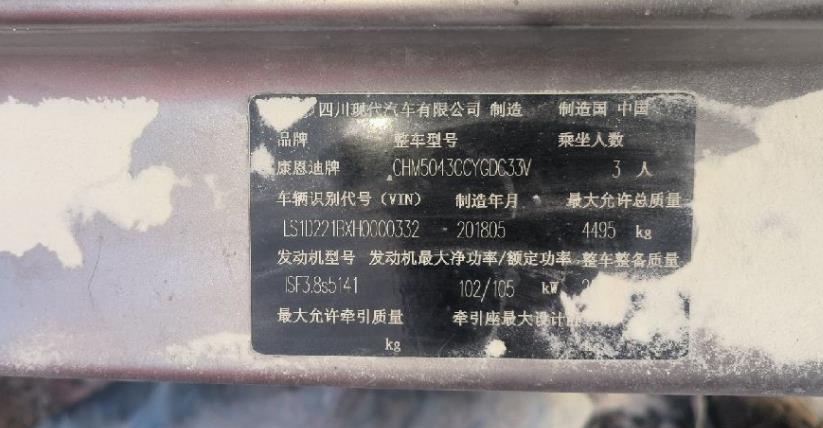 四川现代汽车有限公司 制造 制造国 中国
品牌 整车型号 乘坐人数
康恩迪牌 CHM5043CCYGDC33V 3 人
车辆识别代号(VIN) 制造年月 最大允许总质量
LS1D221BXH0000332 201805 4495 kg
发动机型号 发动机最大净功率/额定功率 整车整备质量
ISF3.8s5141 102/105 kW
最大允许牵引质量 牵引座最大设计
kg